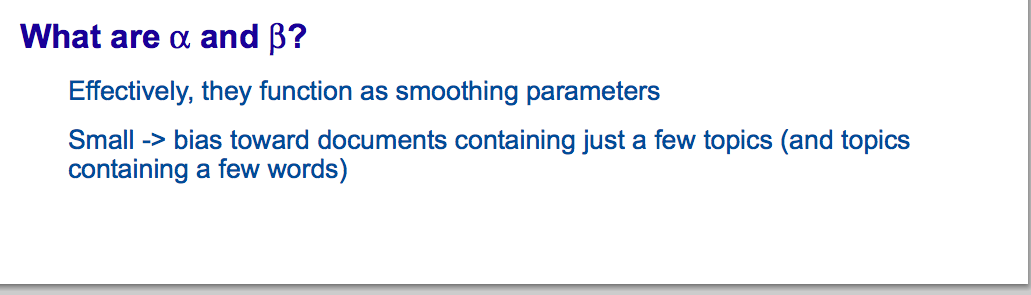 What are α and β?
Effectively, they function as smoothing parameters
Small -> bias toward documents containing just a few topics (and topics
containing a few words)